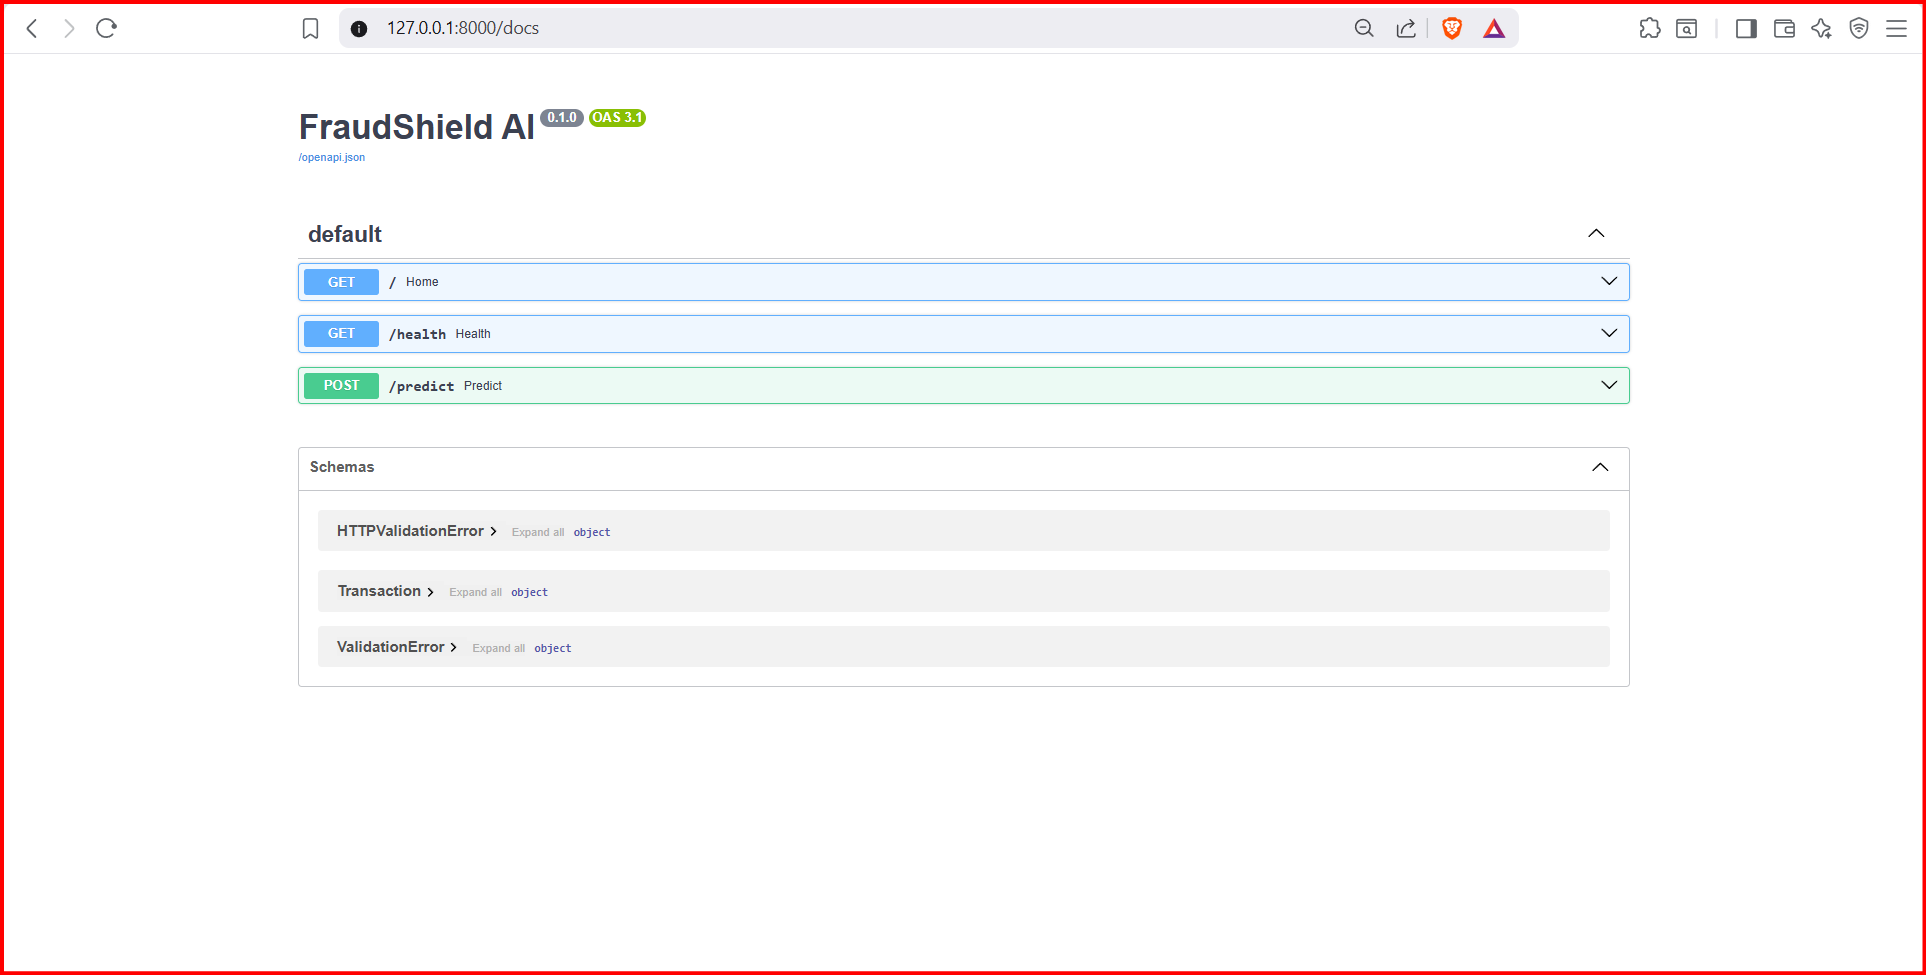 127.0.0.1:8000/docs
FraudShield AI 0.1.0 OAS 3.1
/openapi.json
default
GET / Home
GET /health Health
POST /predict Predict
Schemas
HTTPValidationError Expand all object
Transaction Expand all object
ValidationError Expand all object